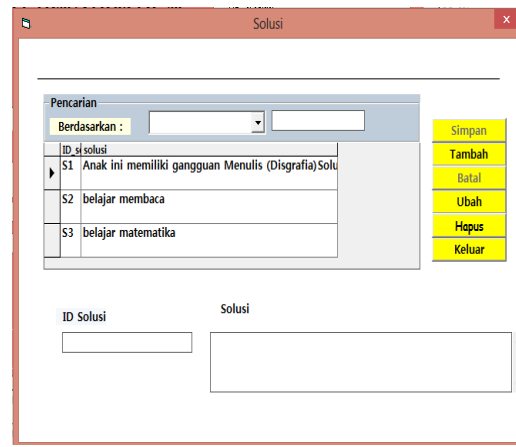 Solusi
Pencarian
Berdasarkan :
ID_s solusi
S1 Anak ini memiliki gangguan Menulis (Disgrafia)Solu
S2 belajar membaca
S3 belajar matematika
Simpan
Tambah
Batal
Ubah
Hapus
Keluar
ID Solusi
Solusi